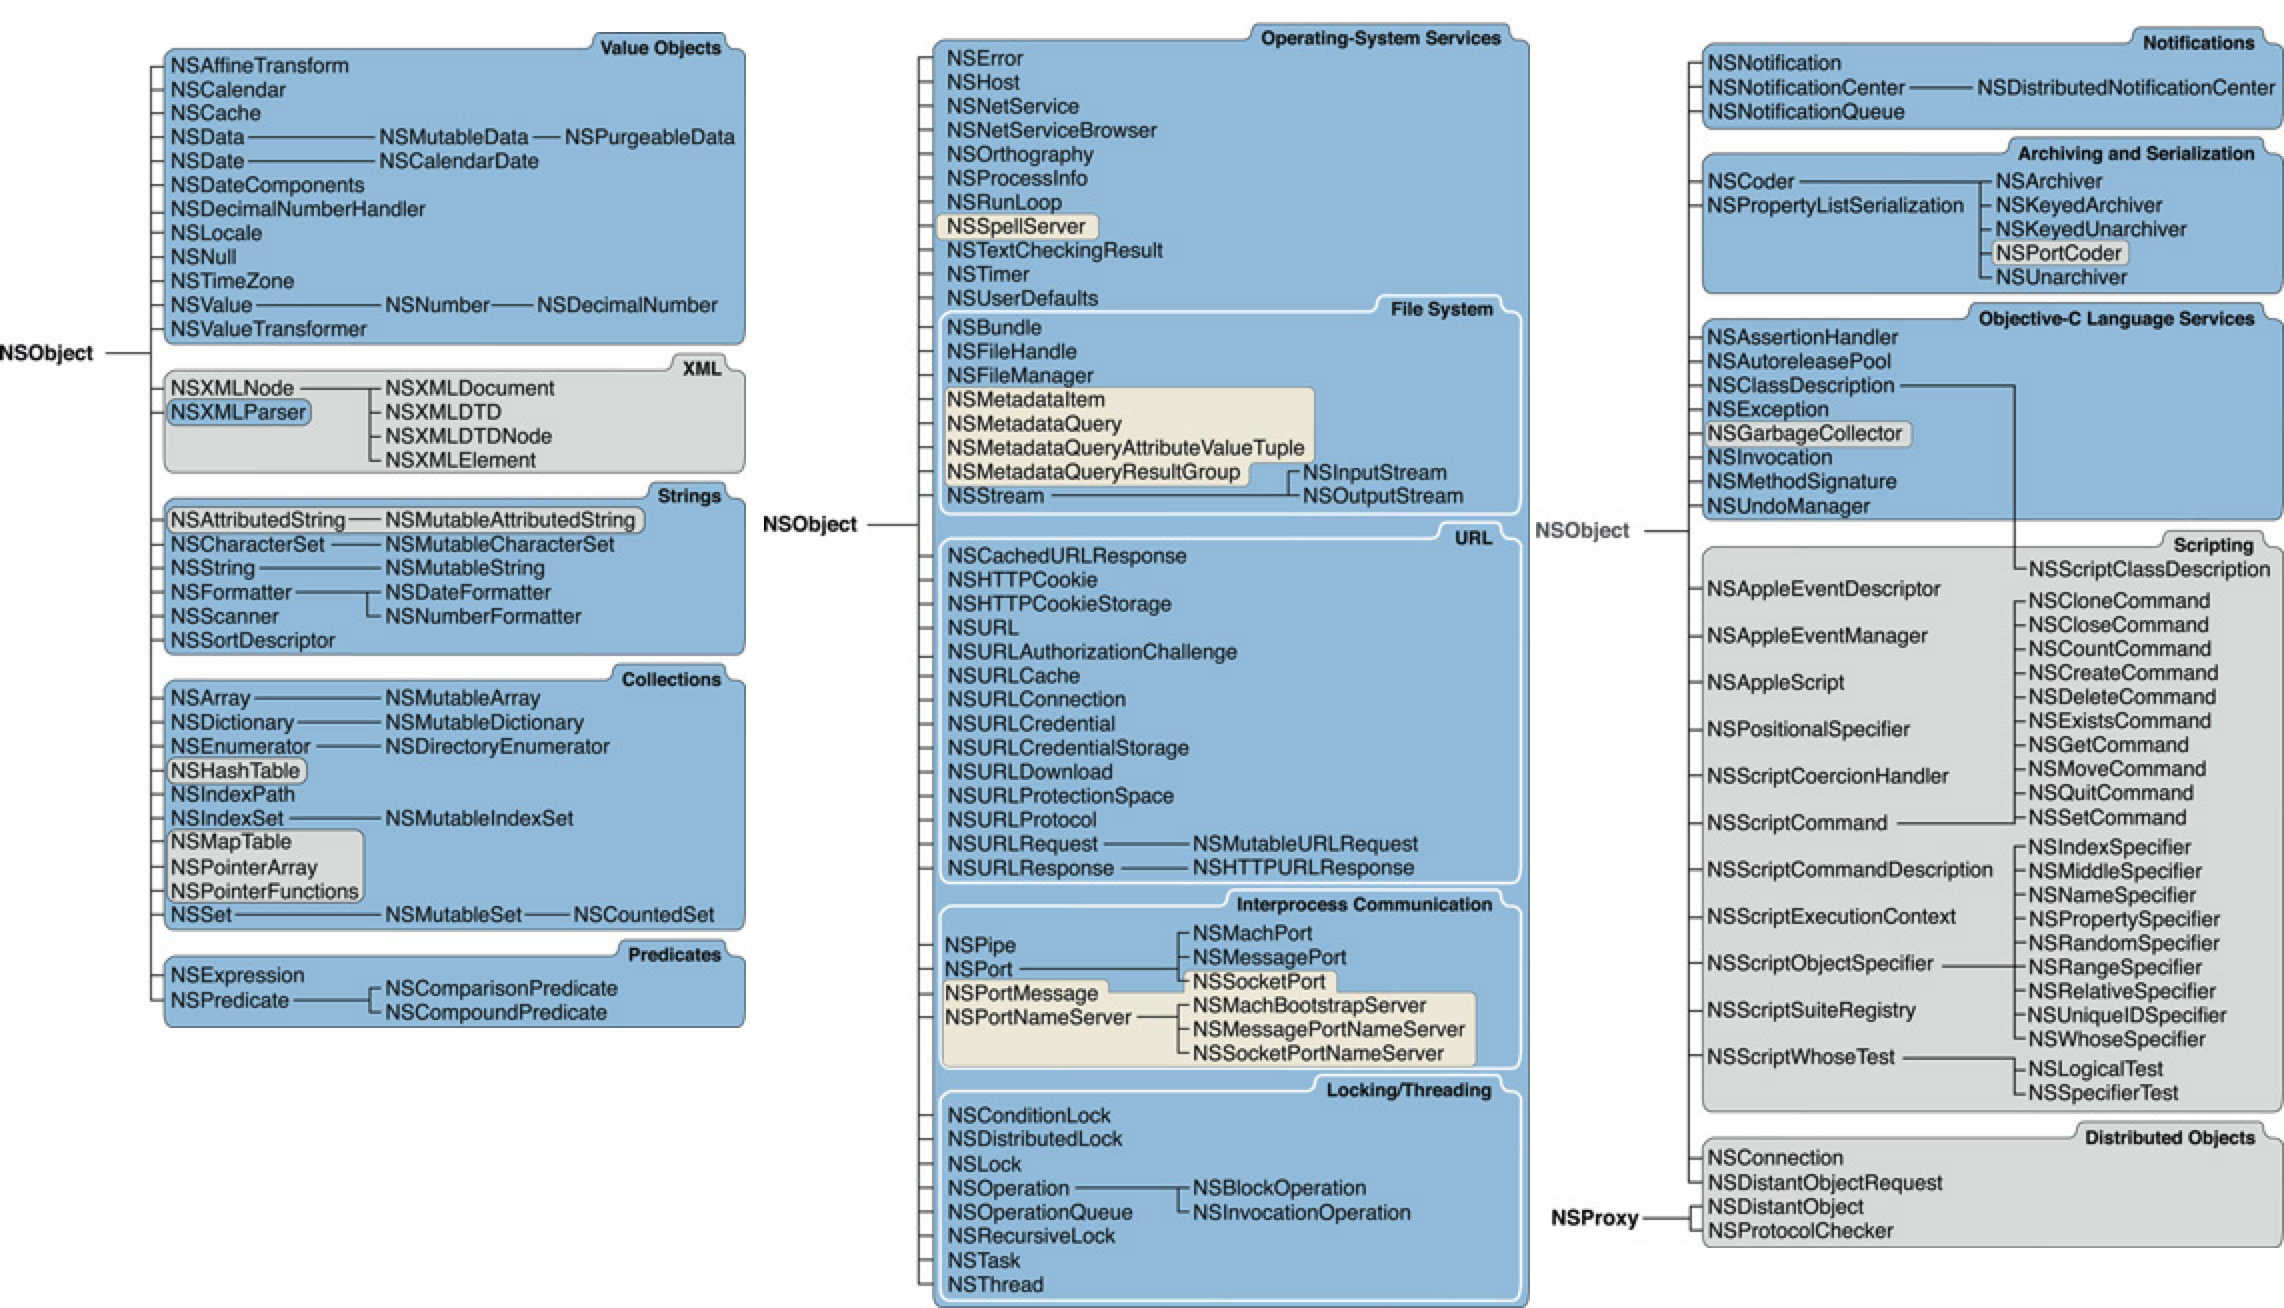 Value Objects
NSAffineTransform
NSCalendar
NSCache
NSData NSMutableData NSPurgeableData
NSDate NSCalendarDate
NSDateComponents
NSDecimalNumberHandler
NSLocale
NSNull
NSTimeZone
NSValue NSNumber NSDecimalNumber
NSValueTransformer
NSObject
XML
NSXMLNode NSXMLDocument
NSXMLParser NSXMLDTD
NSXMLDTDNode
NSXMLElement
Strings
NSAttributedString NSMutableAttributedString
NSCharacterSet NSMutableCharacterSet
NSString NSMutableString
NSFormatter NSDateFormatter
NSScanner NSNumberFormatter
NSSortDescriptor
Collections
NSArray NSMutableArray
NSDictionary NSMutableDictionary
NSEnumerator NSDirectoryEnumerator
NSHashTable
NSIndexPath
NSIndexSet NSMutableIndexSet
NSMapTable
NSPointerArray
NSPointerFunctions
NSSet NSMutableSet NSCountedSet
Predicates
NSExpression
NSPredicate NSComparisonPredicate
NSCompoundPredicate
Operating-System Services
NSError
NSHost
NSNetService
NSNetServiceBrowser
NSOrthography
NSProcessInfo
NSRunLoop
NSSpellServer
NSTextCheckingResult
NSTimer
NSUserDefaults
File System
NSBundle
NSFileHandle
NSFileManager
NSMetadataItem
NSMetadataQuery
NSMetadataQueryAttributeValueTuple
NSMetadataQueryResultGroup NSInputStream
NSStream NSOutputStream
NSObject
URL
NSCachedURLResponse
NSHTTPCookie
NSHTTPCookieStorage
NSURL
NSURLAuthorizationChallenge
NSURLCache
NSURLConnection
NSURLCredential
NSURLCredentialStorage
NSURLDownload
NSURLProtectionSpace
NSURLProtocol
NSURLRequest NSMutableURLRequest
NSURLResponse NSHTTPURLResponse
Interprocess Communication
NSMachPort
NSPipe
NSMessagePort
NSPort
NSSocketPort
NSPortMessage
NSMachBootstrapServer
NSPortNameServer
NSMessagePortNameServer
NSSocketPortNameServer
Locking/Threading
NSConditionLock
NSDistributedLock
NSLock
NSOperation NSBlockOperation
NSOperationQueue NSInvocationOperation
NSRecursiveLock
NSTask
NSThread
Notifications
NSNotification
NSNotificationCenter NSDistributedNotificationCenter
NSNotificationQueue
Archiving and Serialization
NSCoder NSArchiver
NSPropertyListSerialization NSKeyedArchiver
NSKeyedUnarchiver
NSPortCoder
NSUnarchiver
Objective-C Language Services
NSAssertionHandler
NSAutoreleasePool
NSClassDescription
NSException
NSGarbageCollector
NSInvocation
NSMethodSignature
NSUndoManager
NSObject
Scripting
NSScriptClassDescription
NSAppleEventDescriptor
NSCloneCommand
NSCloseCommand
NSAppleEventManager
NSCountCommand
NSCreateCommand
NSAppleScript
NSDeleteCommand
NSExistsCommand
NSPositionalSpecifier
NSGetCommand
NSMoveCommand
NSScriptCoercionHandler
NSQuitCommand
NSSetCommand
NSScriptCommand
NSIndexSpecifier
NSScriptCommandDescription NSMiddleSpecifier
NSNameSpecifier
NSScriptExecutionContext NSPropertySpecifier
NSRandomSpecifier
NSScriptObjectSpecifier NSRangeSpecifier
NSRelativeSpecifier
NSScriptSuiteRegistry NSUniqueIDSpecifier
NSWhoseSpecifier
NSScriptWhoseTest
NSLogicalTest
NSSpecifierTest
Distributed Objects
NSConnection
NSDistantObjectRequest
NSDistantObject
NSProxy
NSProtocolChecker